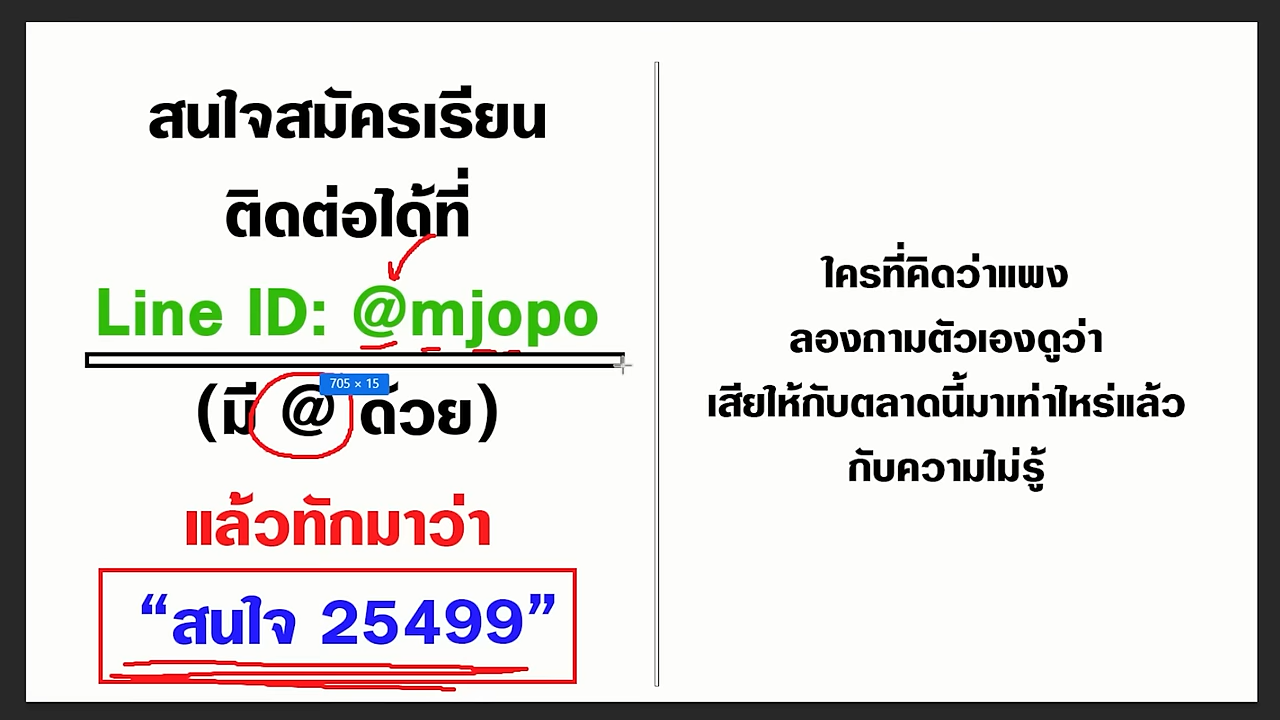 สนใจสมัครเรียน
ติดต่อได้ที่
Line ID: @mjopo
705 × 15
(มี @ ด้วย)
แล้วทักมาว่า
“สนใจ 25499”
ใครที่คิดว่าแพง
ลองถามตัวเองดูว่า
เสียให้กับตลาดนี้มาเท่าไหร่แล้ว
กับความไม่รู้